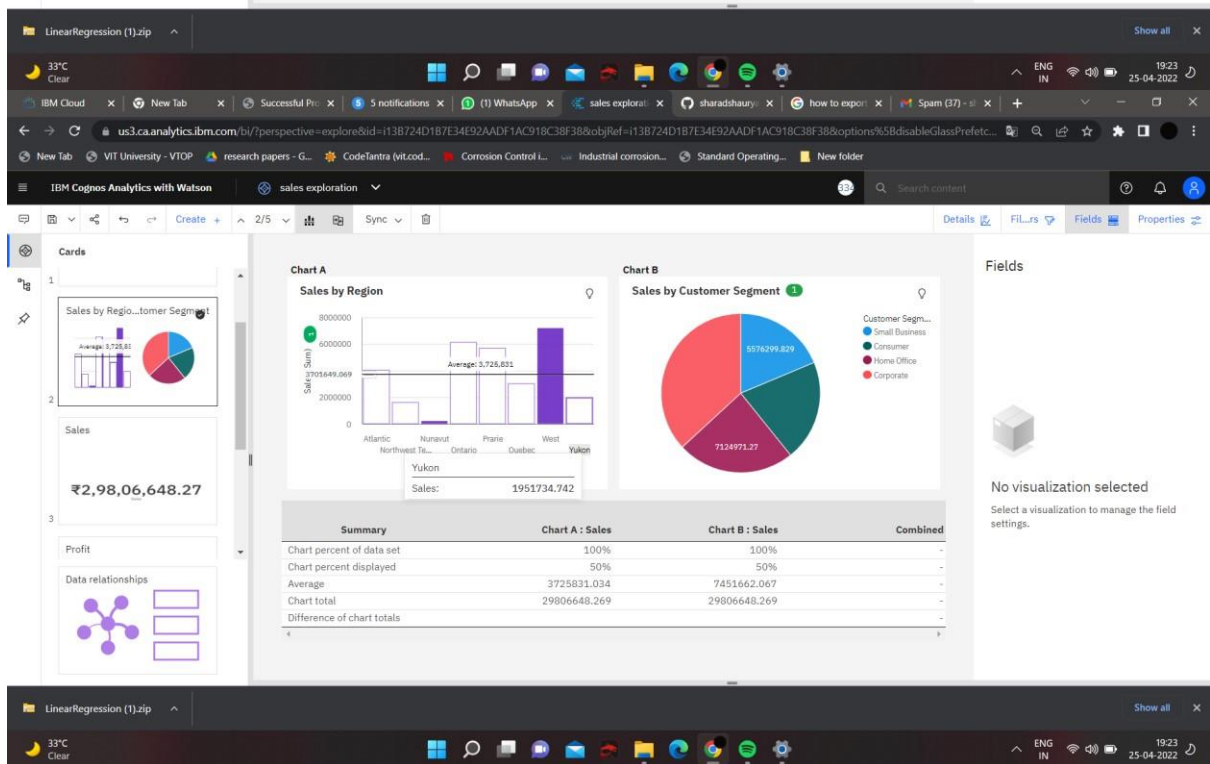 LinearRegression (1).zip
Show all
33°C
Clear
ENG
IN
19:23
25-04-2022
IBM Cloud
New Tab
Successful Pro
5 notifications
(1) WhatsApp
sales explorati
sharadshaurya
how to export
Spam (37) - sh
us3.ca.analytics.ibm.com/bi/?perspective=explore&id=i13B724D1B7E34E92AADF1AC918C38F38&objRef=i13B724D1B7E34E92AADF1AC918C38F38&options%5BdisableGlassPrefetc...
New Tab
VIT University - VTOP
research papers - G...
CodeTantra (vit.cod...
Corrosion Control i...
Industrial corrosion...
Standard Operating...
New folder
IBM Cognos Analytics with Watson
sales exploration
334
Search content
Create +
2/5
Sync
Details
Fil...rs
Fields
Properties
Cards
1
Sales by Regio...tomer Segment
Average: 3,725,83
2
Sales
₹2,98,06,648.27
3
Profit
Data relationships
Chart A
Sales by Region
8000000
6000000
3701649.069
2000000
0
Average: 3,725,831
Atlantic
Nunavut
Prarie
West
Northwest Te...
Ontario
Quebec
Yukon
Yukon
Sales: 1951734.742
Chart B
Sales by Customer Segment 1
5576299.829
7124971.27
Customer Segm...
Small Business
Consumer
Home Office
Corporate
Summary Chart A : Sales Chart B : Sales Combined
Chart percent of data set 100% 100% -
Chart percent displayed 50% 50% -
Average 3725831.034 7451662.067 -
Chart total 29806648.269 29806648.269 -
Difference of chart totals -
Fields
No visualization selected
Select a visualization to manage the field
settings.
LinearRegression (1).zip
Show all
33°C
Clear
ENG
IN
19:23
25-04-2022